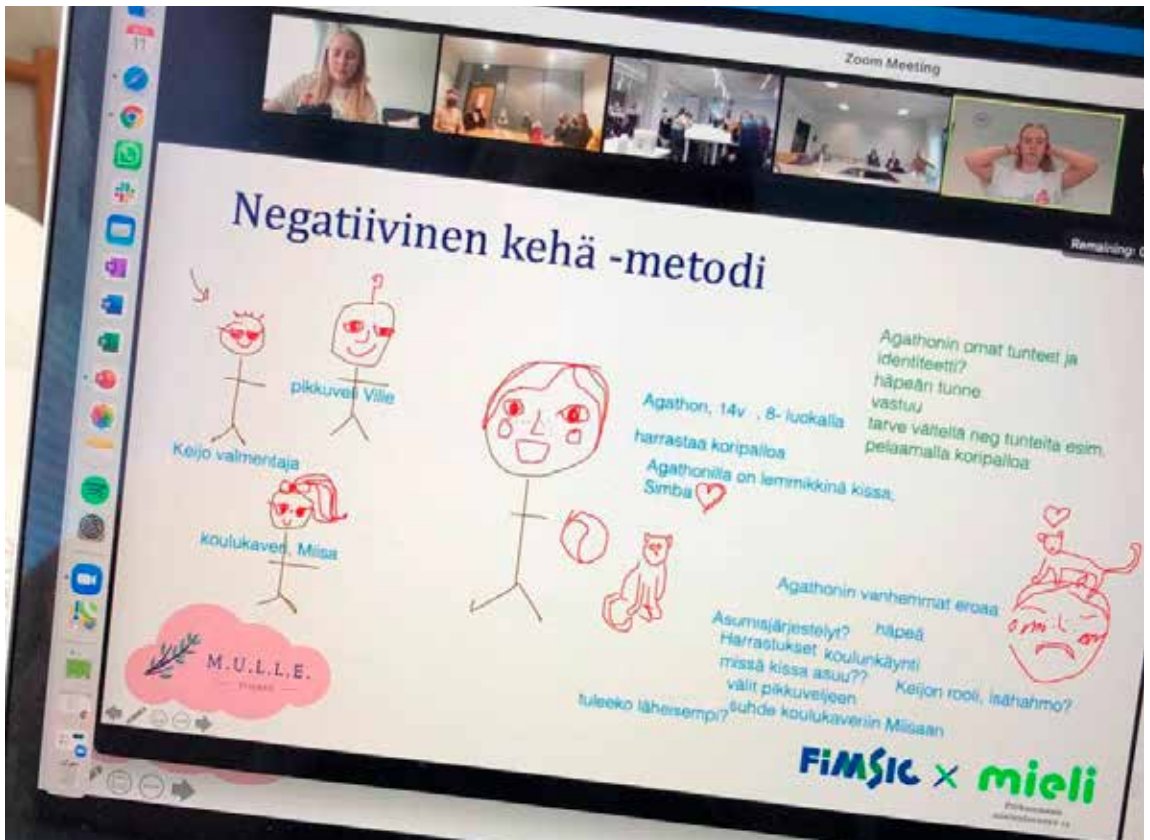 17
Zoom Meeting
Remaining:
Negatiivinen kehä -metodi
pikkuveli Ville
Keijo valmentaja
koulukaveri, Miisa
Agathon, 14v , 8- luokalla
harrastaa koripalloa
Agathonilla on lemmikkinä kissa,
Simba
Agathonin omat tunteet ja
identiteetti?
häpeän tunne
vastuu
tarve vältellä neg tunteita esim.
pelaamalla koripalloa
Agathonin vanhemmat eroaa
Asumisjärjestelyt? häpeä
Harrastukset koulunkäynti
missä kissa asuu??
Keijon rooli, isähahmo?
välit pikkuveljeen
tuleeko läheisempi?
suhde koulukaveriin Miisaan
M.U.L.L.E.
FiMSIC x mieli